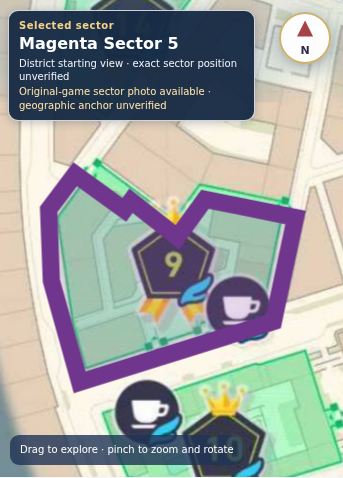 Selected sector
Magenta Sector 5
District starting view · exact sector position
unverified
Original-game sector photo available ·
geographic anchor unverified
N
9
10
Drag to explore · pinch to zoom and rotate